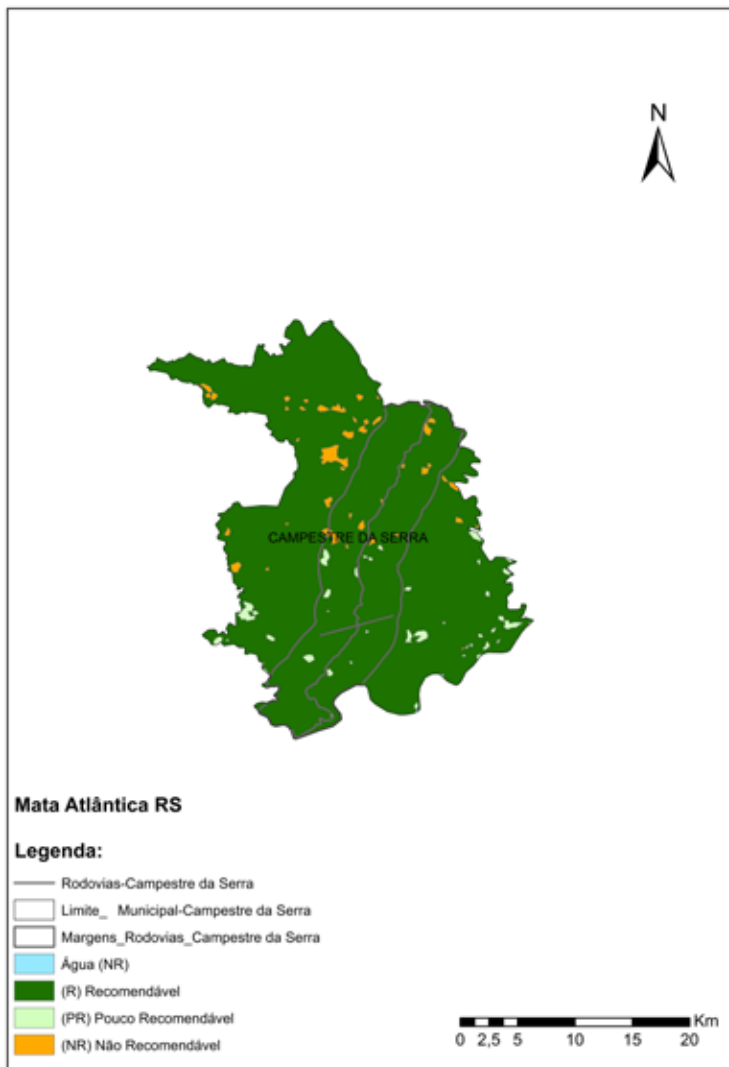 N
CAMPESTRE DA SERRA
Mata Atlântica RS
Legenda:
Rodovias-Campestre da Serra
Limite_ Municipal-Campestre da Serra
Margens_Rodovias_Campestre da Serra
Água (NR)
(R) Recomendável
(PR) Pouco Recomendável
(NR) Não Recomendável
Km
0 2,5 5 10 15 20